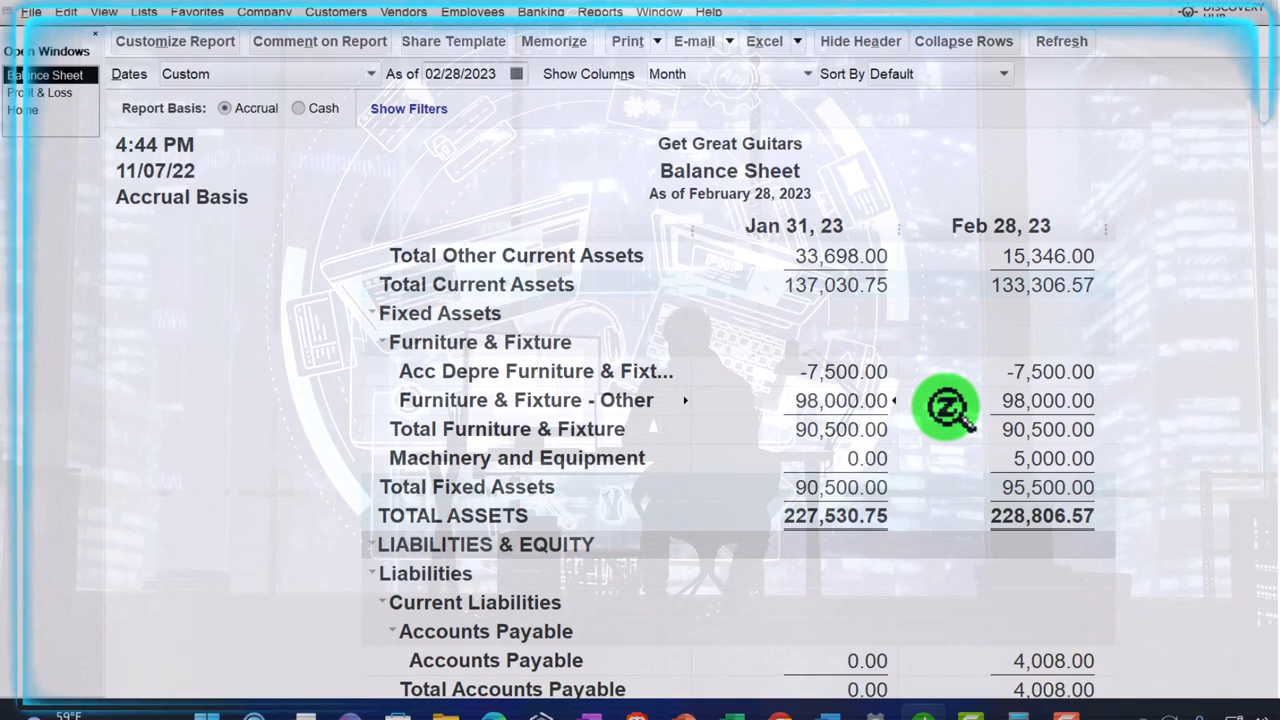 File Edit View Lists Favorites Company Customers Vendors Employees Banking Reports Window Help
DISCOVERY
HUB
Open Windows
Balance Sheet
Profit & Loss
Home
Customize Report Comment on Report Share Template Memorize Print E-mail Excel Hide Header Collapse Rows Refresh
Dates Custom As of 02/28/2023 Show Columns Month Sort By Default
Report Basis: Accrual Cash Show Filters
4:44 PM
11/07/22
Accrual Basis
Get Great Guitars
Balance Sheet
As of February 28, 2023
Jan 31, 23 Feb 28, 23
Total Other Current Assets 33,698.00 15,346.00
Total Current Assets 137,030.75 133,306.57
Fixed Assets
Furniture & Fixture
Acc Depre Furniture & Fixt... -7,500.00 -7,500.00
Furniture & Fixture - Other 98,000.00 98,000.00
Total Furniture & Fixture 90,500.00 90,500.00
Machinery and Equipment 0.00 5,000.00
Total Fixed Assets 90,500.00 95,500.00
TOTAL ASSETS 227,530.75 228,806.57
LIABILITIES & EQUITY
Liabilities
Current Liabilities
Accounts Payable
Accounts Payable 0.00 4,008.00
Total Accounts Payable 0.00 4,008.00
59°F